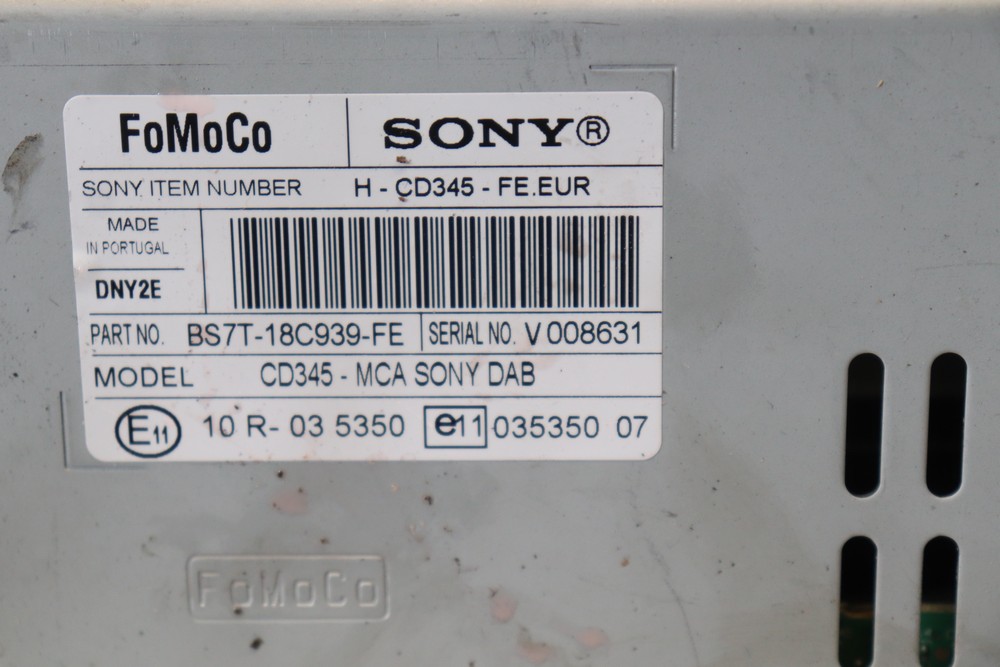 FoMoCo SONY®
SONY ITEM NUMBER H - CD345 - FE.EUR
MADE
IN PORTUGAL
DNY2E
PART NO. BS7T-18C939-FE SERIAL NO. V 008631
MODEL CD345 - MCA SONY DAB
E11 10 R- 03 5350 e11 035350 07
FoMoCo